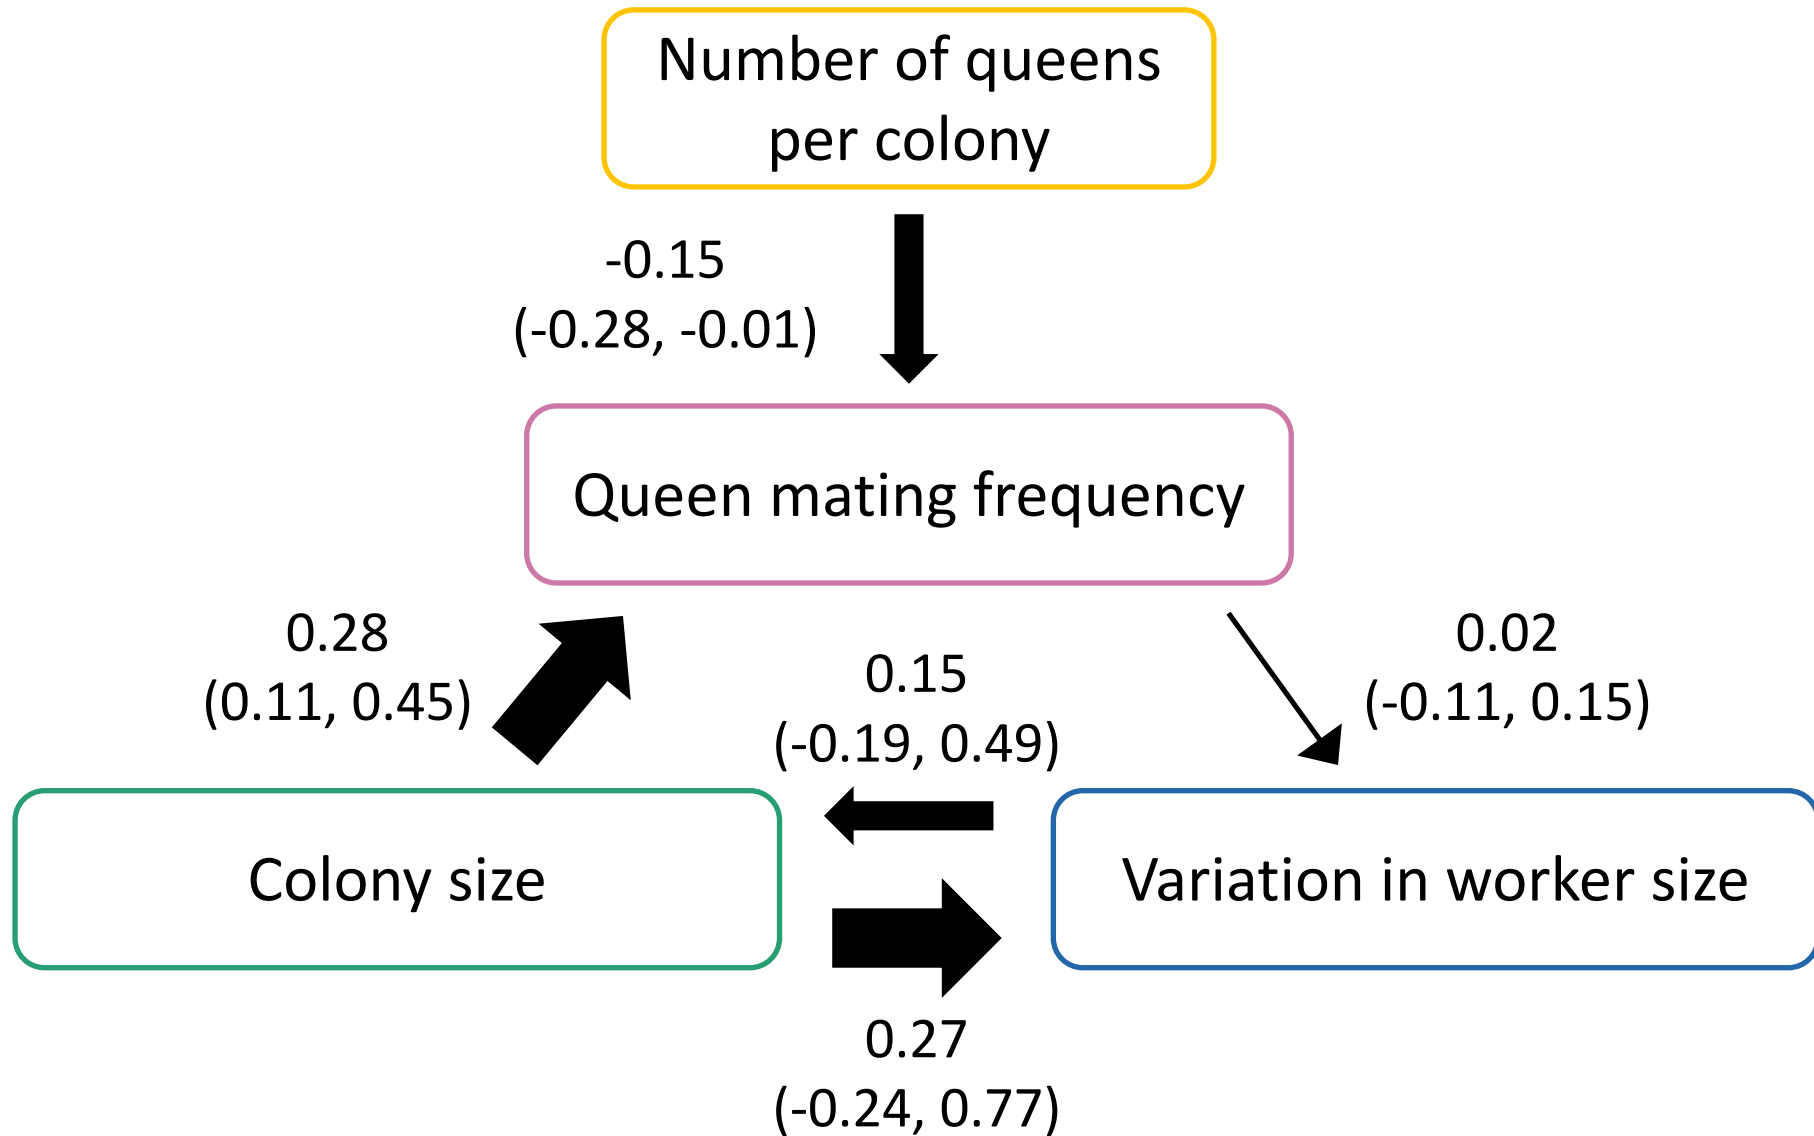 Number of queens
per colony
-0.15
(-0.28, -0.01)
Queen mating frequency
0.28
(0.11, 0.45)
0.15
(-0.19, 0.49)
0.02
(-0.11, 0.15)
Colony size
Variation in worker size
0.27
(-0.24, 0.77)